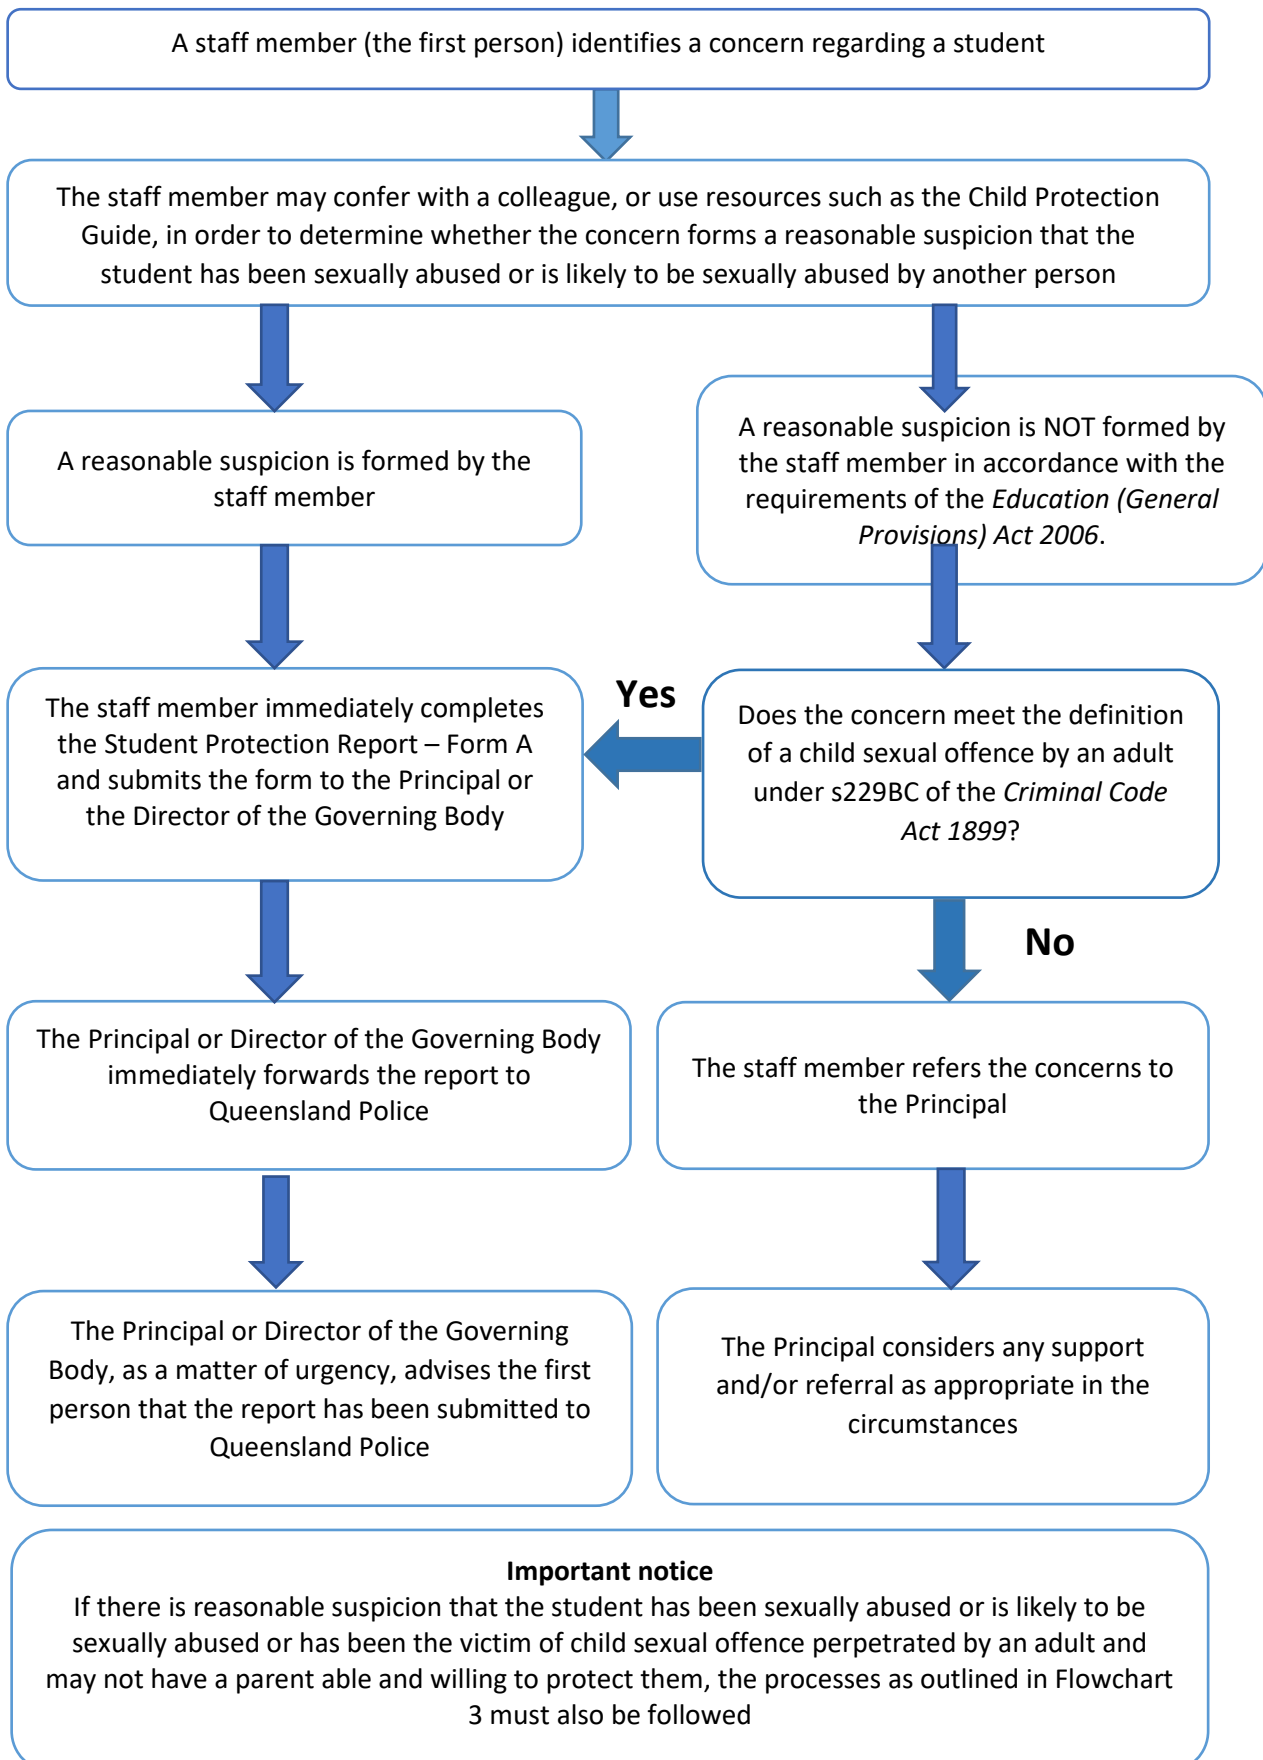 A staff member (the first person) identifies a concern regarding a student
The staff member may confer with a colleague, or use resources such as the Child Protection
Guide, in order to determine whether the concern forms a reasonable suspicion that the
student has been sexually abused or is likely to be sexually abused by another person
A reasonable suspicion is formed by the
staff member
A reasonable suspicion is NOT formed by
the staff member in accordance with the
requirements of the Education (General
Provisions) Act 2006.
The staff member immediately completes
the Student Protection Report – Form A
and submits the form to the Principal or
the Director of the Governing Body
Yes
Does the concern meet the definition
of a child sexual offence by an adult
under s229BC of the Criminal Code
Act 1899?
No
The Principal or Director of the Governing Body
immediately forwards the report to
Queensland Police
The staff member refers the concerns to
the Principal
The Principal or Director of the Governing
Body, as a matter of urgency, advises the first
person that the report has been submitted to
Queensland Police
The Principal considers any support
and/or referral as appropriate in the
circumstances
Important notice
If there is reasonable suspicion that the student has been sexually abused or is likely to be
sexually abused or has been the victim of child sexual offence perpetrated by an adult and
may not have a parent able and willing to protect them, the processes as outlined in Flowchart
3 must also be followed